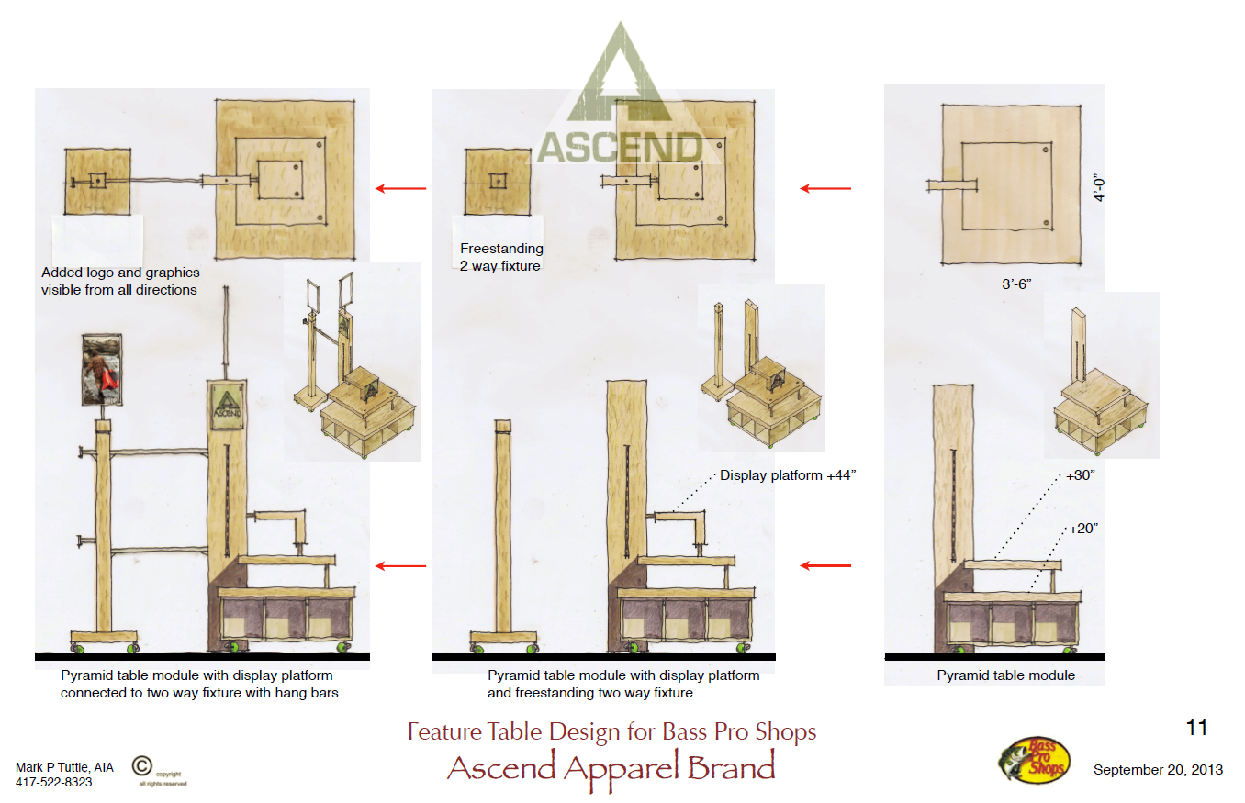 ASCEND
4'-0"
Freestanding
2 way fixture
Added logo and graphics
visible from all directions
3'-6"
ASCEND
Display platform +44"
+30"
+20"
Pyramid table module with display platform
connected to two way fixture with hang bars
Pyramid table module with display platform
and freestanding two way fixture
Pyramid table module
Feature Table Design for Bass Pro Shops
Ascend Apparel Brand
11
Mark P Tuttle, AIA
417-522-8323
©
copyright
all rights reserved
Bass
Pro
Shops
September 20, 2013